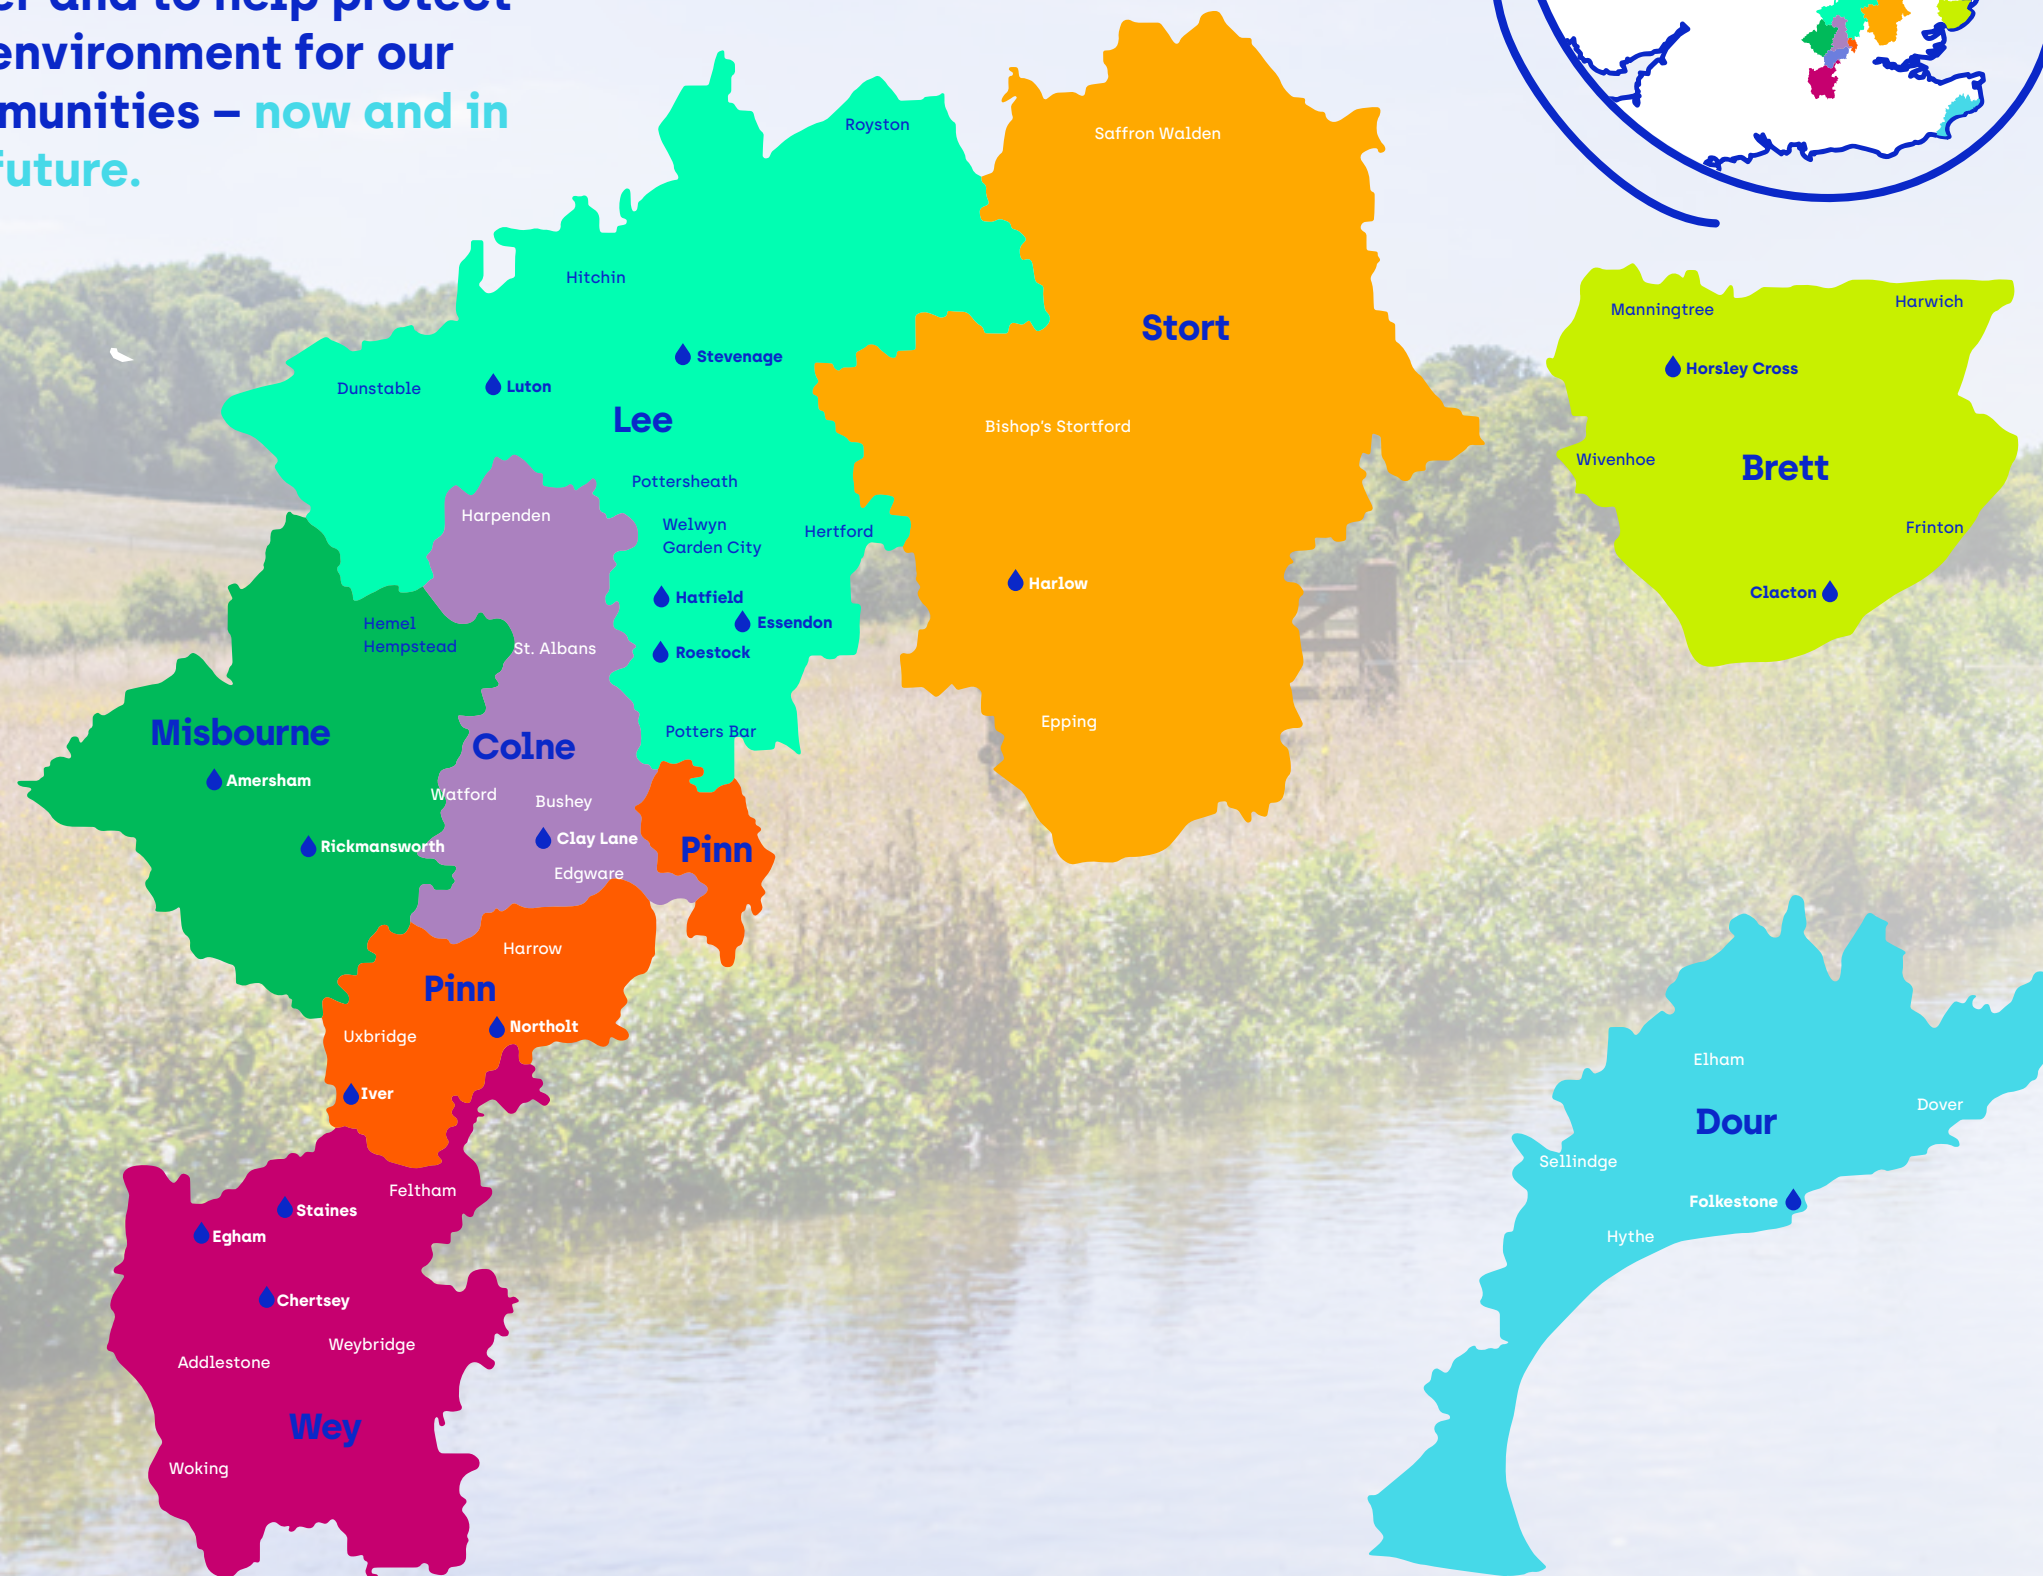 environment for our
now and in
future.
Royston
Saffron Walden
Hitchin
Manningtree
Harwich
Stort
Stevenage
Horsley Cross
Dunstable
Luton
Lee
Bishop's Stortford
Wivenhoe
Brett
Pottersheath
Harpenden
Welwyn
Garden City
Hertford
Frinton
Harlow
Hatfield
Clacton
Essendon
Hemel
Hempstead
St. Albans
Roestock
Epping
Potters Bar
Misbourne
Colne
Amersham
Watford
Bushey
Clay Lane
Rickmansworth
Pinn
Edgware
Harrow
Pinn
Northolt
Uxbridge
Iver
Elham
Dover
Dour
Sellindge
Feltham
Folkestone
Staines
Egham
Hythe
Chertsey
Weybridge
Addlestone
Wey
Woking